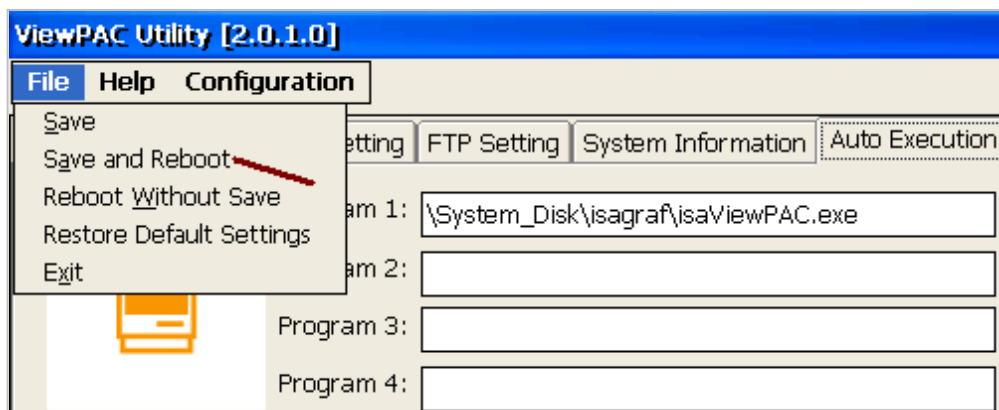 ViewPAC Utility [2.0.1.0]
File Help Configuration
Save
Save and Reboot
Reboot Without Save
Restore Default Settings
Exit
etting FTP Setting System Information Auto Execution
am 1: \System_Disk\isagraf\isaViewPAC.exe
am 2:
Program 3:
Program 4: